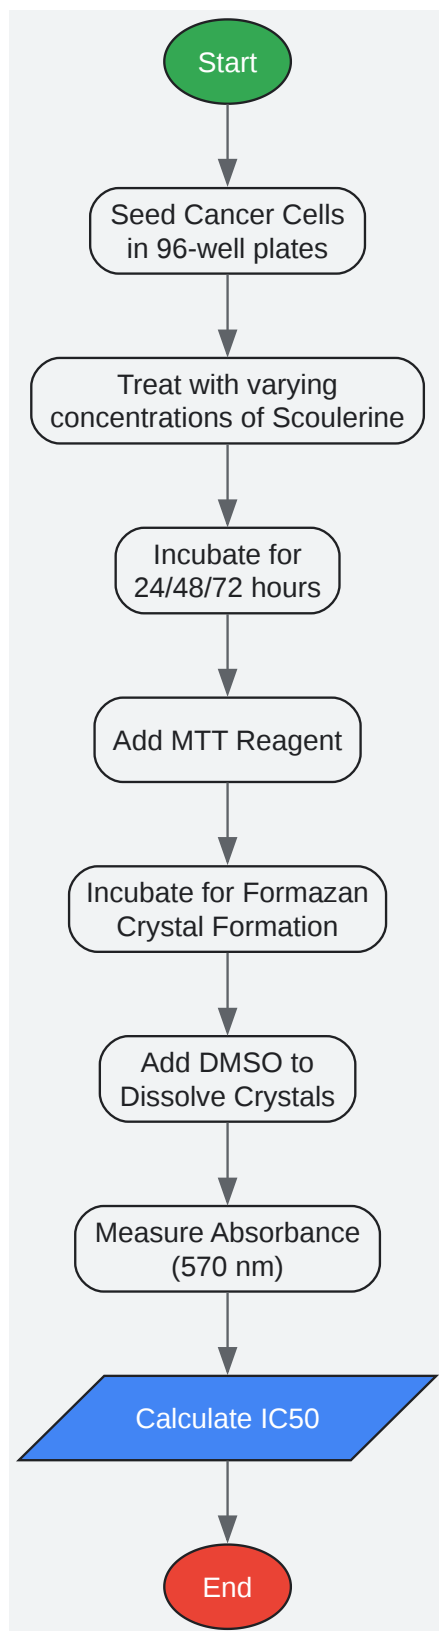 Start
Seed Cancer Cells
in 96-well plates
Treat with varying
concentrations of Scoulerine
Incubate for
24/48/72 hours
Add MTT Reagent
Incubate for Formazan
Crystal Formation
Add DMSO to
Dissolve Crystals
Measure Absorbance
(570 nm)
Calculate IC50
End